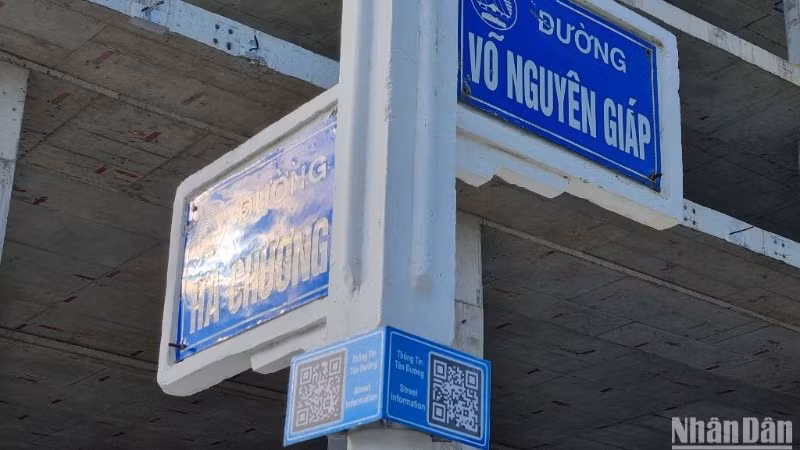 ĐƯỜNG
VÕ NGUYÊN GIÁP
ĐƯỜNG
HÀ CHƯƠNG
Thông Tin
Tên Đường
Street
Information
Thông Tin
Tên Đường
Street
Information
NhânDân